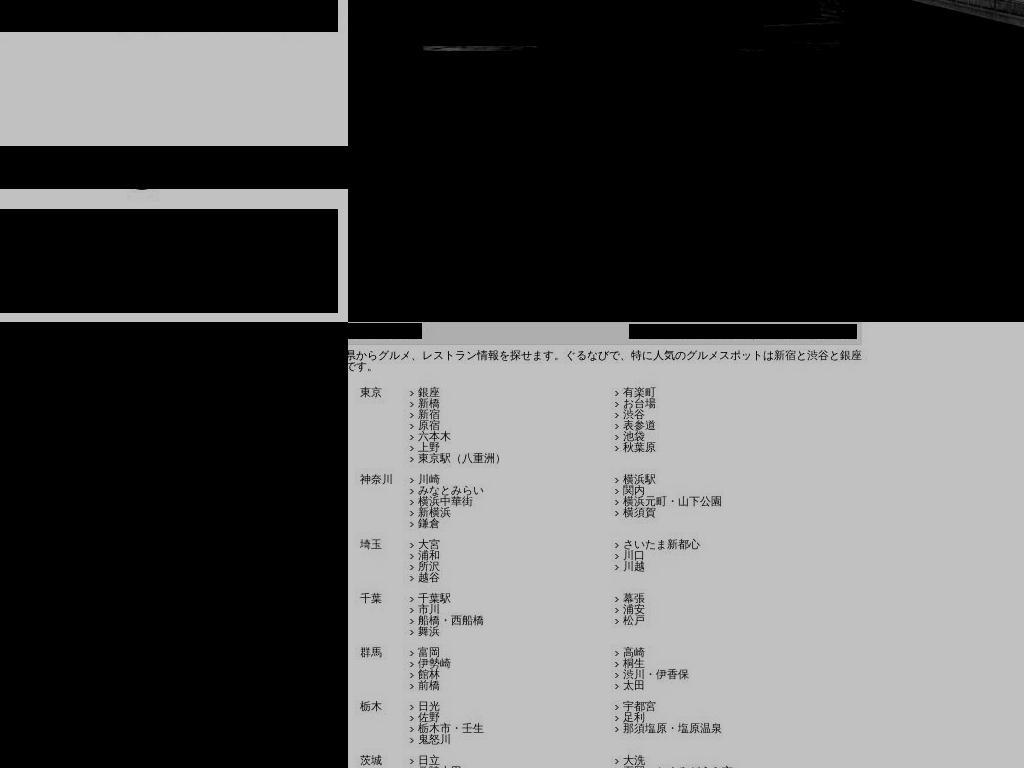 県からグルメ、レストラン情報を探せます。ぐるなびで、特に人気のグルメスポットは新宿と渋谷と銀座
です。
東京 › 銀座 › 有楽町
› 新橋 › お台場
› 新宿 › 渋谷
› 原宿 › 表参道
› 六本木 › 池袋
› 上野 › 秋葉原
› 東京駅（八重洲）
神奈川 › 川崎 › 横浜駅
› みなとみらい › 関内
› 横浜中華街 › 横浜元町・山下公園
› 新横浜 › 横須賀
› 鎌倉
埼玉 › 大宮 › さいたま新都心
› 浦和 › 川口
› 所沢 › 川越
› 越谷
千葉 › 千葉駅 › 幕張
› 市川 › 浦安
› 船橋・西船橋 › 松戸
› 舞浜
群馬 › 富岡 › 高崎
› 伊勢崎 › 桐生
› 館林 › 渋川・伊香保
› 前橋 › 太田
栃木 › 日光 › 宇都宮
› 佐野 › 足利
› 栃木市・壬生 › 那須塩原・塩原温泉
› 鬼怒川
茨城 › 日立 › 大洗